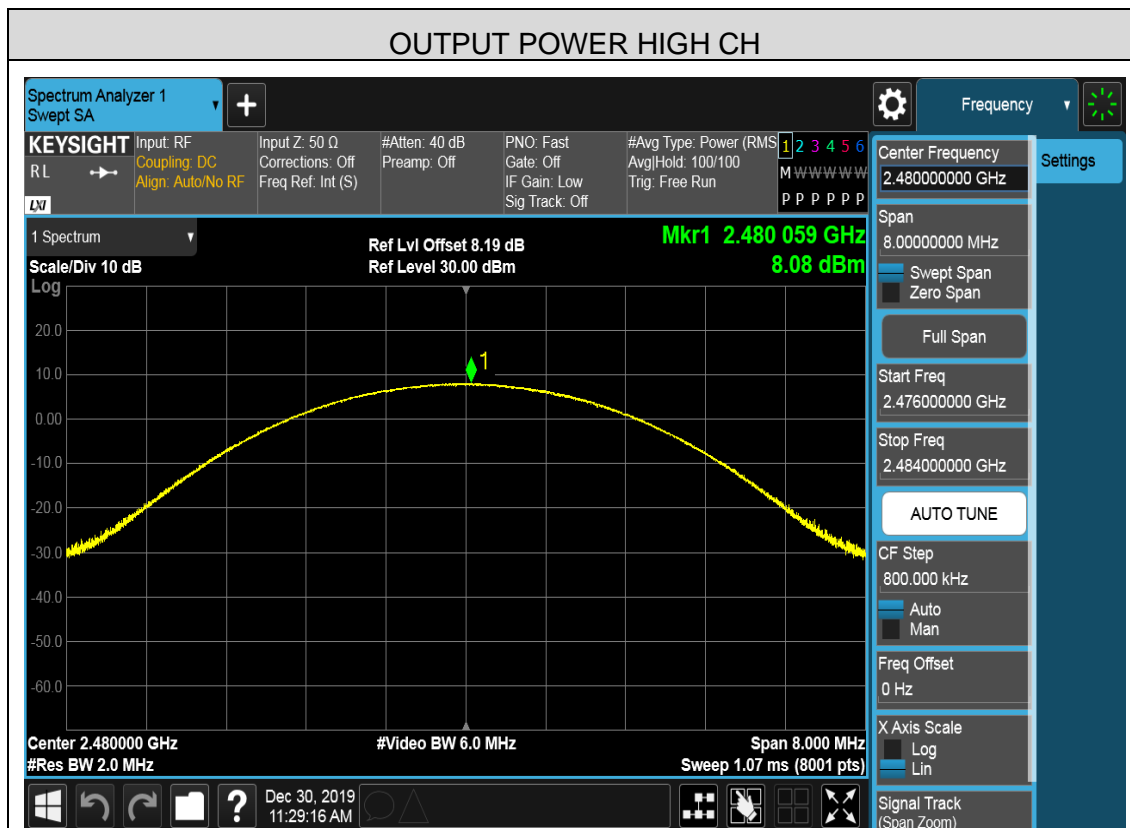 OUTPUT POWER HIGH CH
Spectrum Analyzer 1
Swept SA
Frequency
KEYSIGHT
RL
LXI
Input: RF
Coupling: DC
Align: Auto/No RF
Input Z: 50 Ω
Corrections: Off
Freq Ref: Int (S)
#Atten: 40 dB
Preamp: Off
PNO: Fast
Gate: Off
IF Gain: Low
Sig Track: Off
#Avg Type: Power (RMS
Avg|Hold: 100/100
Trig: Free Run
1 2 3 4 5 6
M W W W W W
P P P P P P
Center Frequency
2.480000000 GHz
Settings
Span
8.00000000 MHz
Swept Span
Zero Span
Full Span
Start Freq
2.476000000 GHz
Stop Freq
2.484000000 GHz
AUTO TUNE
CF Step
800.000 kHz
Auto
Man
Freq Offset
0 Hz
X Axis Scale
Log
Lin
Signal Track
(Span Zoom)
1 Spectrum
Scale/Div 10 dB
Log
Ref Lvl Offset 8.19 dB
Ref Level 30.00 dBm
Mkr1 2.480 059 GHz
8.08 dBm
20.0
10.0
0.00
-10.0
-20.0
-30.0
-40.0
-50.0
-60.0
1
Center 2.480000 GHz
#Video BW 6.0 MHz
Span 8.000 MHz
#Res BW 2.0 MHz
Sweep 1.07 ms (8001 pts)
?
Dec 30, 2019
11:29:16 AM